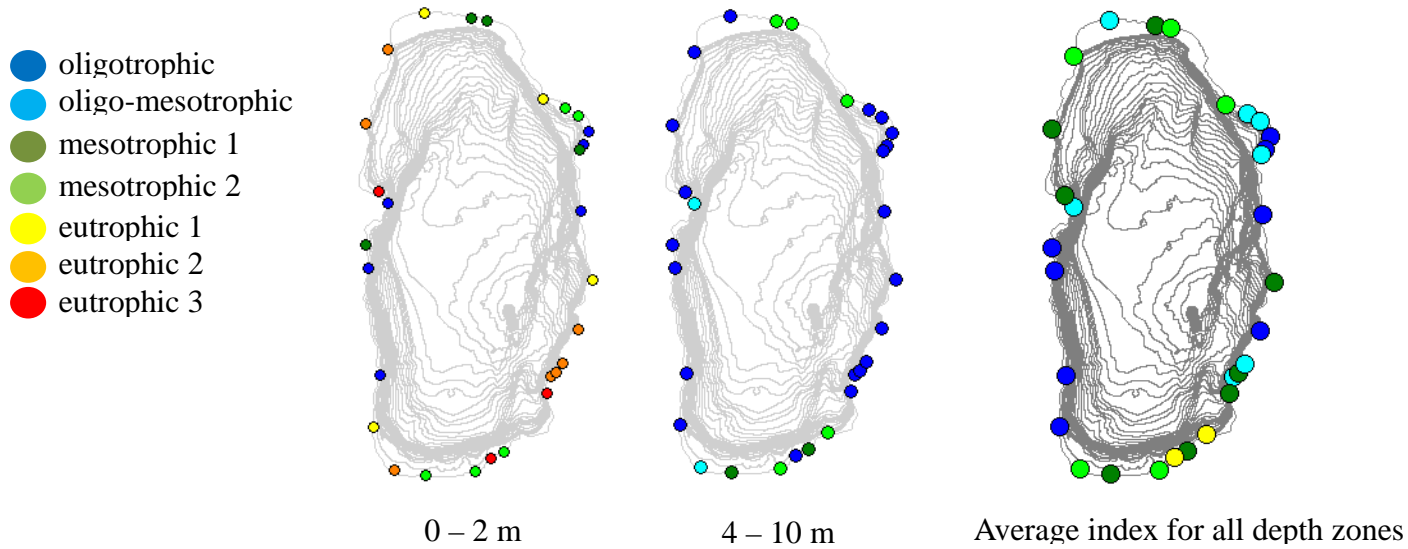 oligotrophic
oligo-mesotrophic
mesotrophic 1
mesotrophic 2
eutrophic 1
eutrophic 2
eutrophic 3
0 – 2 m
4 – 10 m
Average index for all depth zones